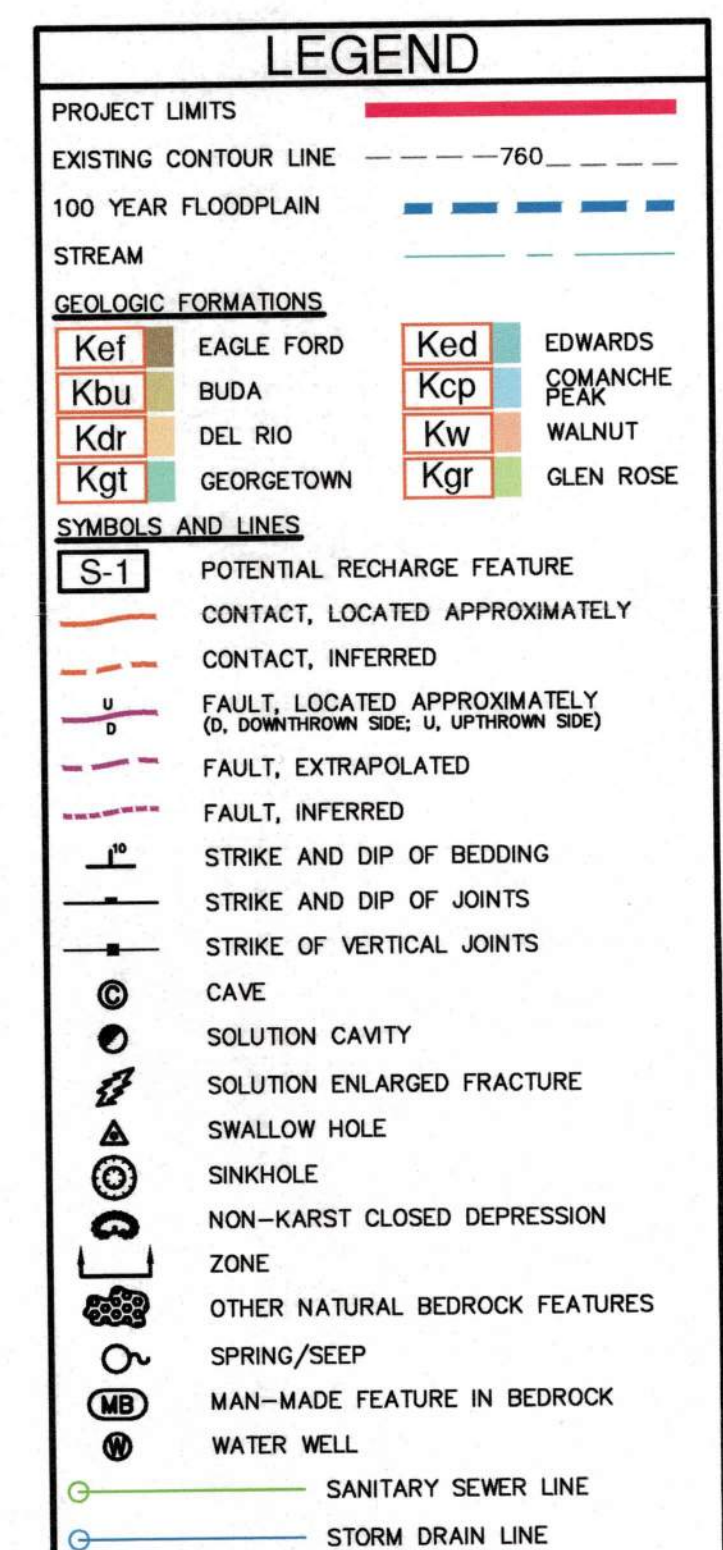 LEGEND
PROJECT LIMITS
EXISTING CONTOUR LINE 760
100 YEAR FLOODPLAIN
STREAM
GEOLOGIC FORMATIONS
Kef EAGLE FORD Ked EDWARDS
Kbu BUDA Kcp COMANCHE
PEAK
Kdr DEL RIO Kw WALNUT
Kgt GEORGETOWN Kgr GLEN ROSE
SYMBOLS AND LINES
S-1 POTENTIAL RECHARGE FEATURE
CONTACT, LOCATED APPROXIMATELY
CONTACT, INFERRED
U FAULT, LOCATED APPROXIMATELY
D (D, DOWNTHROWN SIDE; U, UPTHROWN SIDE)
FAULT, EXTRAPOLATED
FAULT, INFERRED
10 STRIKE AND DIP OF BEDDING
STRIKE AND DIP OF JOINTS
STRIKE OF VERTICAL JOINTS
C CAVE
SOLUTION CAVITY
SOLUTION ENLARGED FRACTURE
SWALLOW HOLE
SINKHOLE
NON-KARST CLOSED DEPRESSION
ZONE
OTHER NATURAL BEDROCK FEATURES
SPRING/SEEP
MB MAN-MADE FEATURE IN BEDROCK
W WATER WELL
SANITARY SEWER LINE
STORM DRAIN LINE